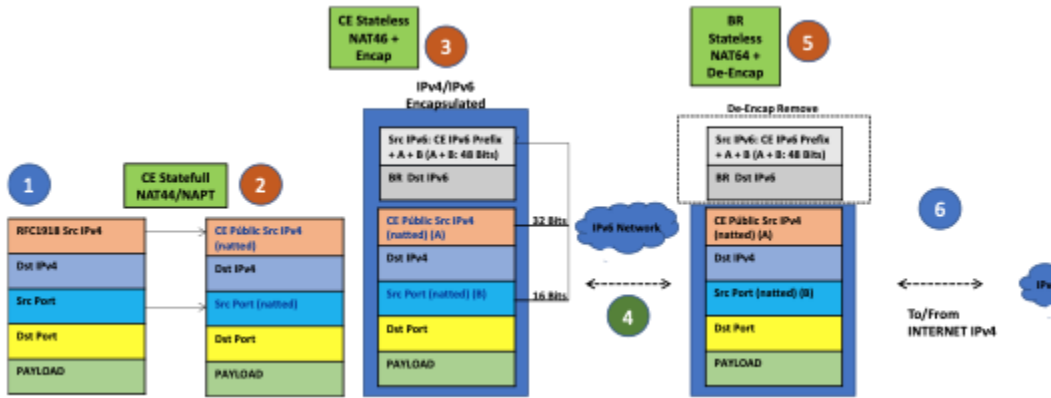 CE Stateless
NAT46 +
Encap
3
BR
Stateless
NAT64 +
De-Encap
5
IPv4/IPv6
Encapsulated
De-Encap Remove
1
CE Statefull
NAT44/NAPT
2
RFC1918 Src IPv4
Dst IPv4
Src Port
Dst Port
PAYLOAD
CE Públic Src IPv4
(natted)
Dst IPv4
Src Port (natted)
Dst Port
PAYLOAD
Src IPv6: CE IPv6 Prefix
+ A + B (A + B: 48 Bits)
BR Dst IPv6
CE Públic Src IPv4
(natted) (A)
Dst IPv4
Src Port (natted) (B)
Dst Port
PAYLOAD
32 Bits
16 Bits
IPv6 Network
4
Src IPv6: CE IPv6 Prefix
+ A + B (A + B: 48 Bits)
BR Dst IPv6
CE Públic Src IPv4
(natted) (A)
Dst IPv4
Src Port (natted) (B)
Dst Port
PAYLOAD
6
To/From
INTERNET IPv4